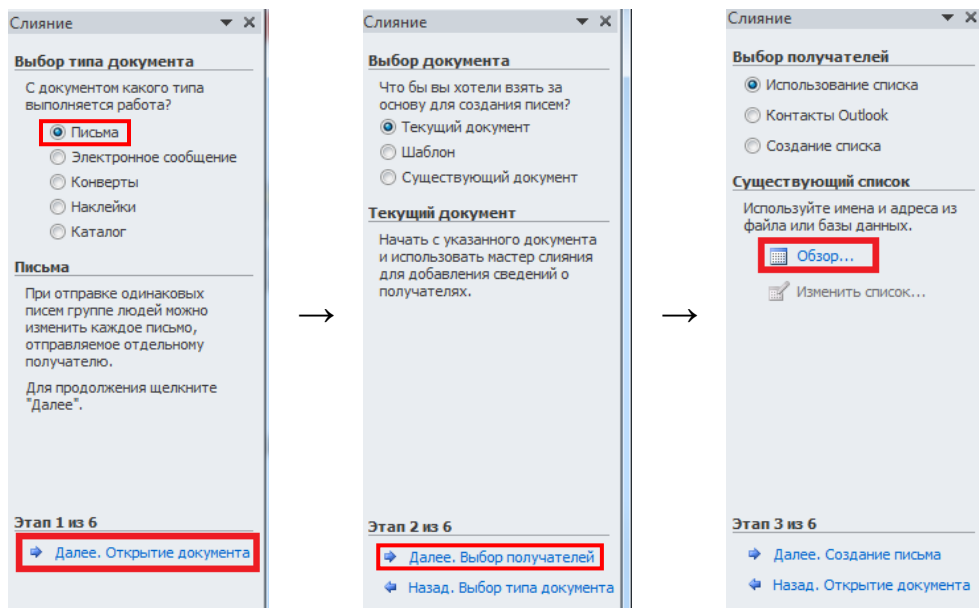 Слияние
Выбор типа документа
С документом какого типа
выполняется работа?
Письма
Электронное сообщение
Конверты
Наклейки
Каталог
Письма
При отправке одинаковых
писем группе людей можно
изменить каждое письмо,
отправляемое отдельному
получателю.
Для продолжения щелкните
"Далее".
Этап 1 из 6
Далее. Открытие документа
→
Слияние
Выбор документа
Что бы вы хотели взять за
основу для создания писем?
Текущий документ
Шаблон
Существующий документ
Текущий документ
Начать с указанного документа
и использовать мастер слияния
для добавления сведений о
получателях.
Этап 2 из 6
Далее. Выбор получателей
Назад. Выбор типа документа
→
Слияние
Выбор получателей
Использование списка
Контакты Outlook
Создание списка
Существующий список
Используйте имена и адреса из
файла или базы данных.
Обзор...
Изменить список...
Этап 3 из 6
Далее. Создание письма
Назад. Открытие документа